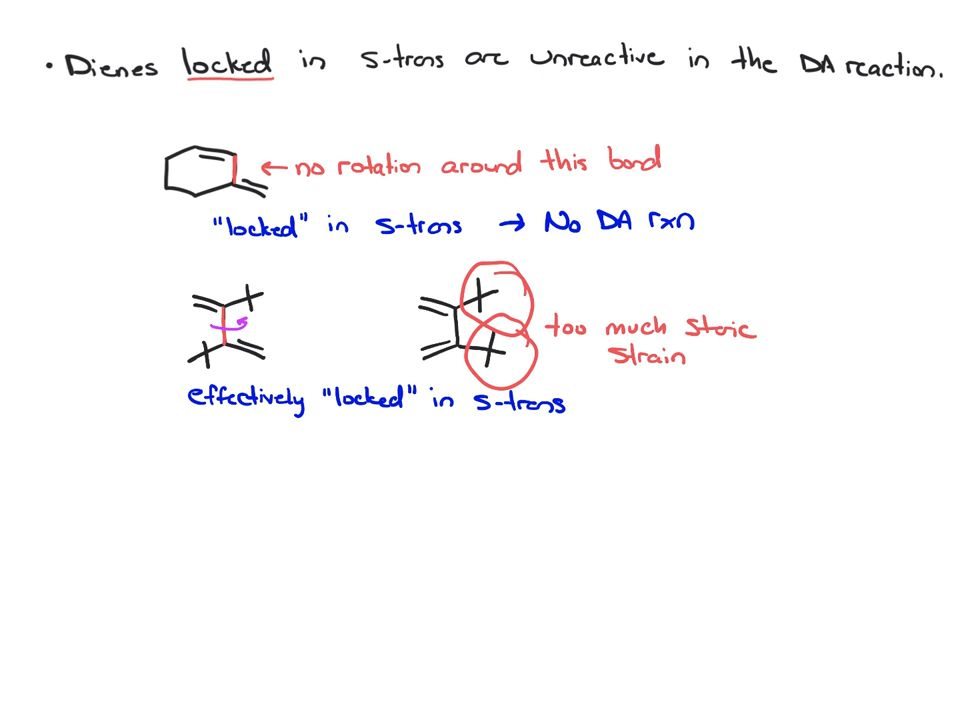 • Dienes locked in s-trans are unreactive in the DA reaction.
← no rotation around this bond
"locked" in s-trans → No DA rxn
too much steric
strain
effectively "locked" in s-trans